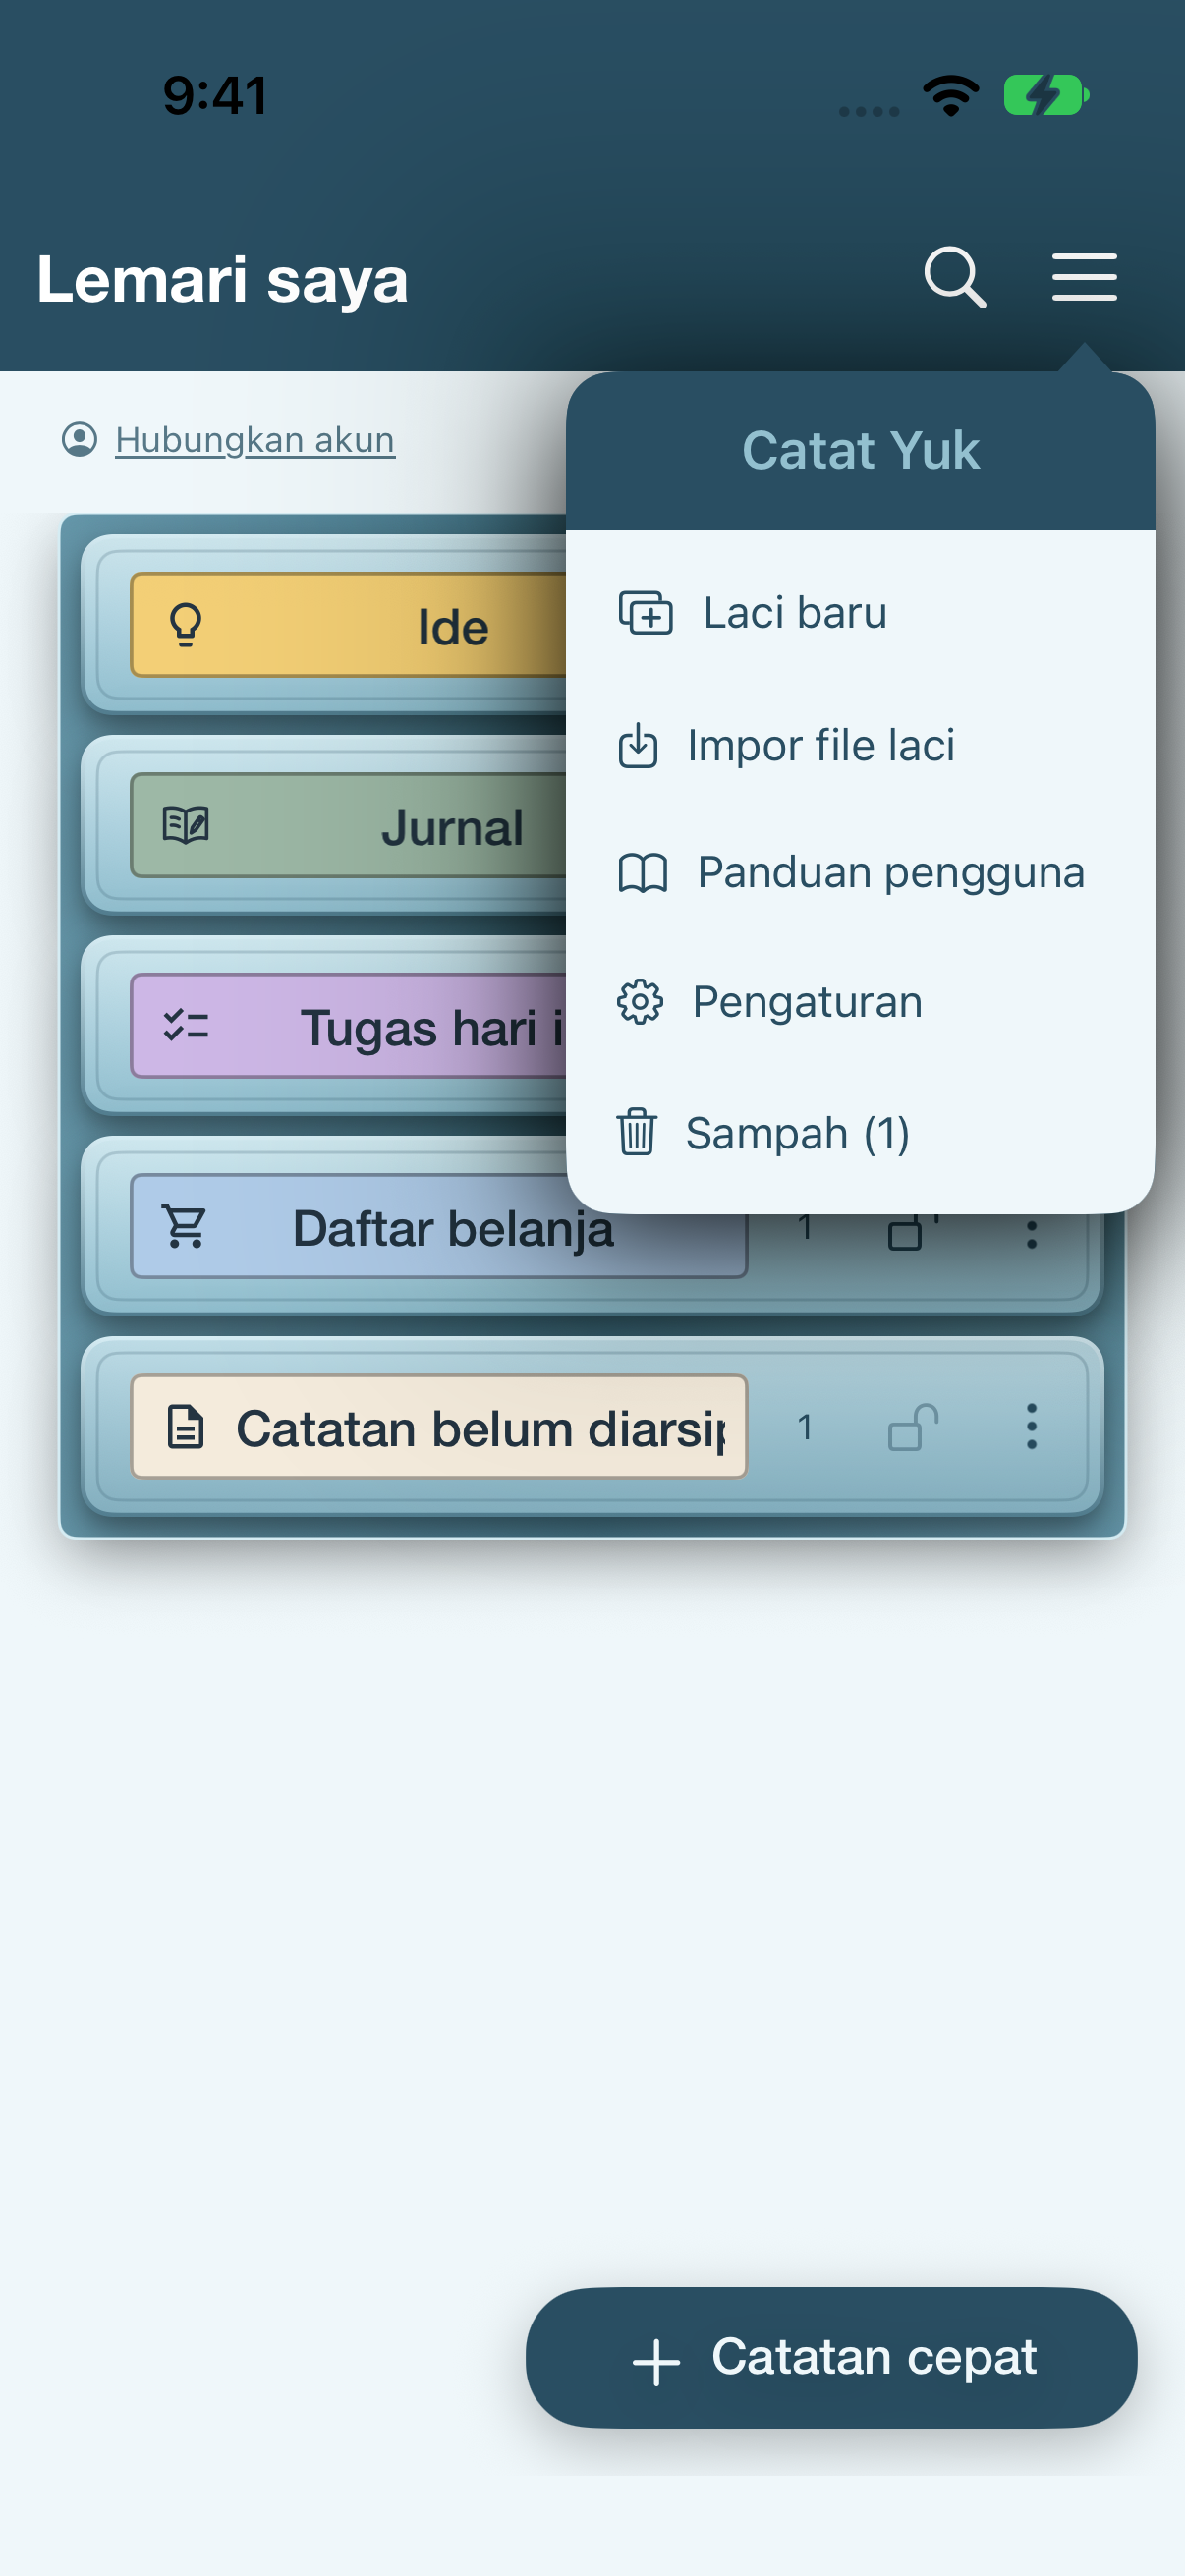 9:41
Lemari saya
Hubungkan akun
Catat Yuk
Laci baru
Impor file laci
Panduan pengguna
Pengaturan
Sampah (1)
Ide
Jurnal
Tugas hari
Daftar belanja
1
Catatan belum
1
Catatan cepat